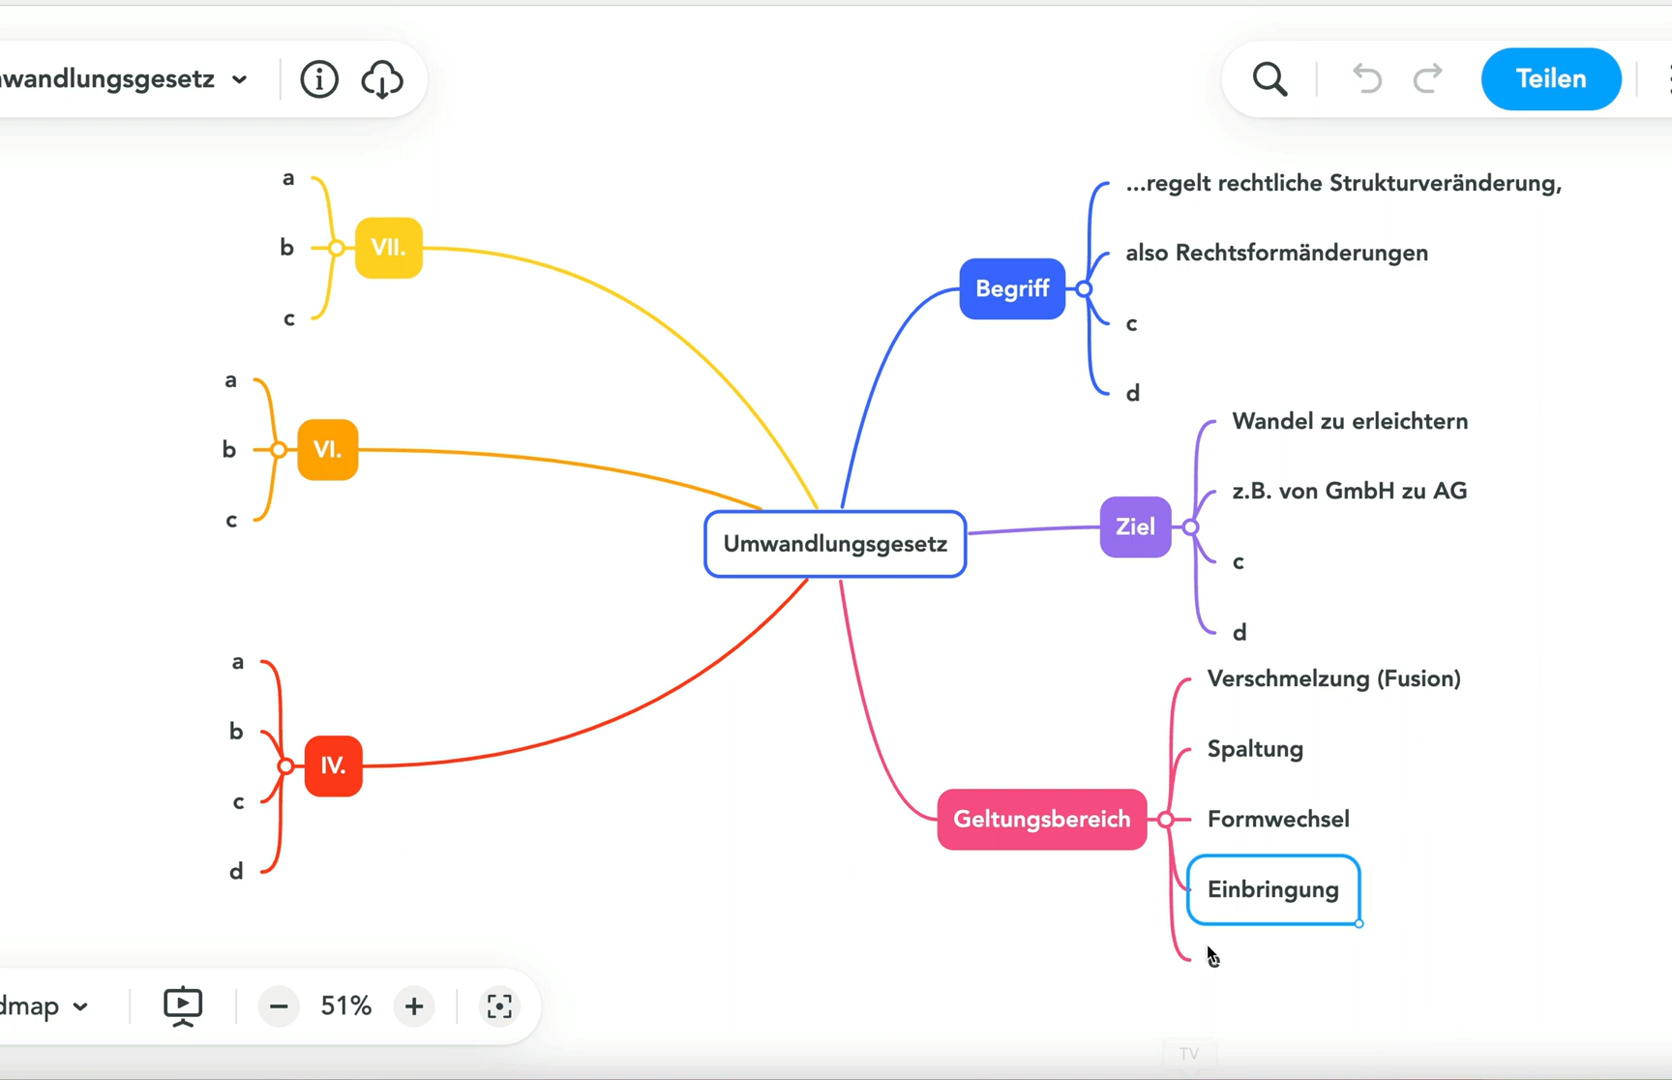 nwandlungsgesetz
Teilen
a
b
c
VII.
a
b
c
VI.
a
b
c
d
IV.
Umwandlungsgesetz
Begriff
...regelt rechtliche Strukturveränderung,
also Rechtsformänderungen
c
d
Ziel
Wandel zu erleichtern
z.B. von GmbH zu AG
c
d
Geltungsbereich
Verschmelzung (Fusion)
Spaltung
Formwechsel
Einbringung
dmap
51%
TV